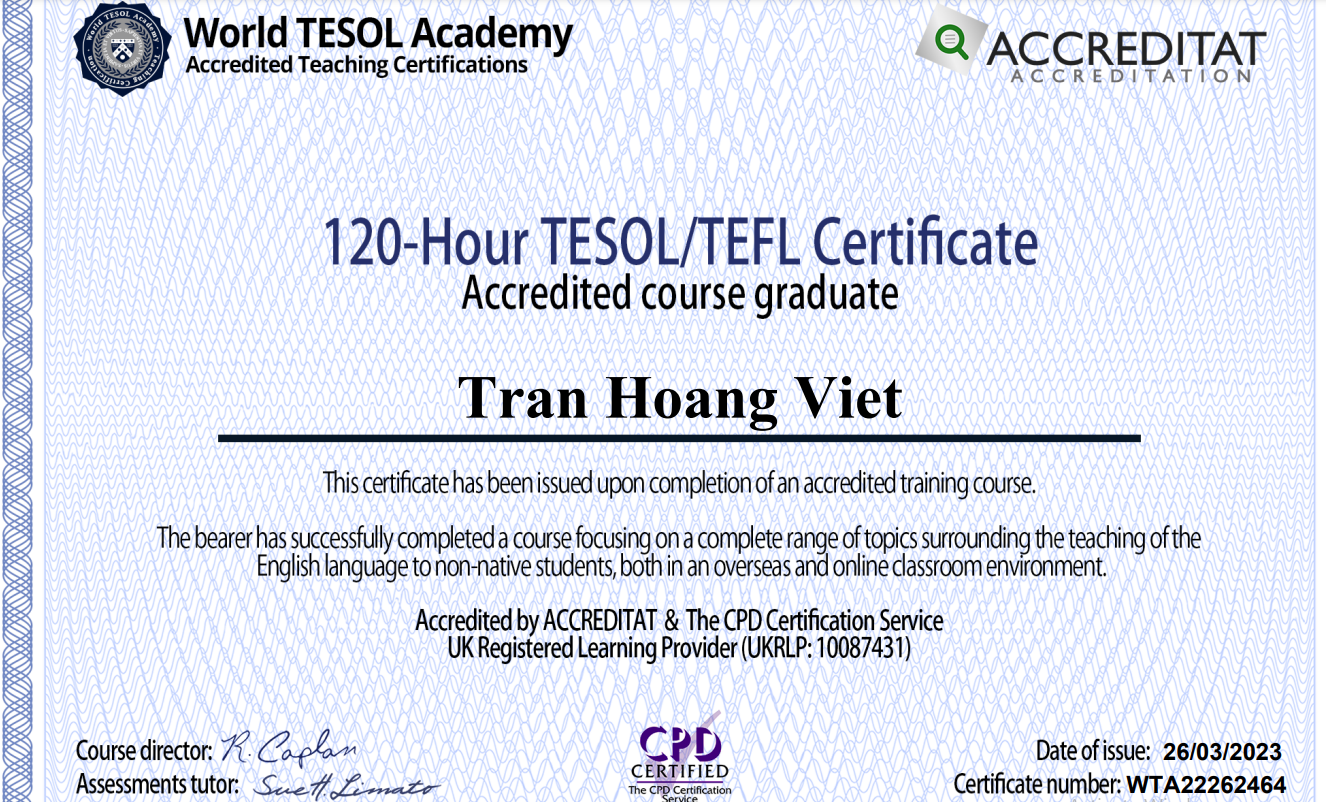 World TESOL Academy
Accredited Teaching Certifications
World TESOL Academy
Teaching Certification
ACCREDITAT
ACCREDITATION
120-Hour TESOL/TEFL Certificate
Accredited course graduate
Tran Hoang Viet
This certificate has been issued upon completion of an accredited training course.
The bearer has successfully completed a course focusing on a complete range of topics surrounding the teaching of the
English language to non-native students, both in an overseas and online classroom environment.
Accredited by ACCREDITAT & The CPD Certification Service
UK Registered Learning Provider (UKRLP: 10087431)
Course director: R. Caplan
Assessments tutor: Sue H. Limato
CPD
CERTIFIED
The CPD Certification
Service
Date of issue: 26/03/2023
Certificate number: WTA22262464